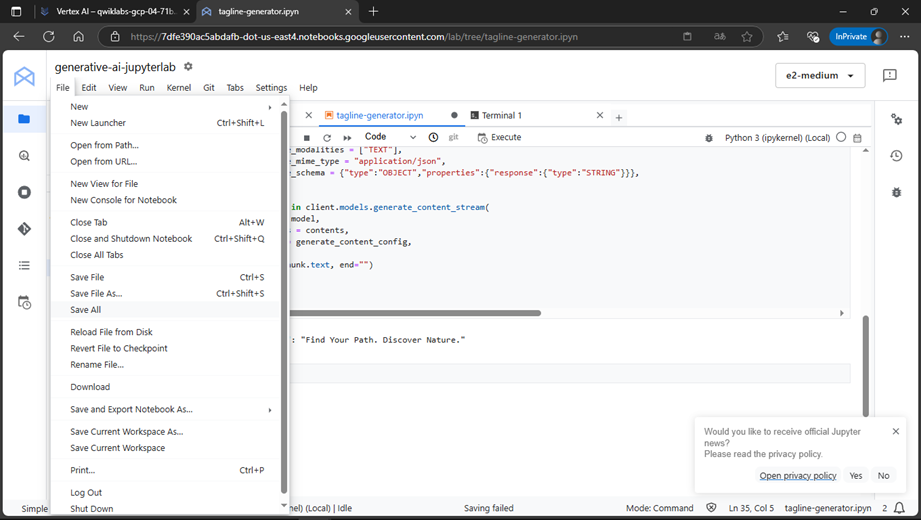 Vertex AI – qwiklabs-gcp-04-71b
tagline-generator.ipyn
https://7dfe390ac5abdafb-dot-us-east4.notebooks.googleusercontent.com/lab/tree/tagline-generator.ipyn
InPrivate
generative-ai-jupyterlab
e2-medium
File Edit View Run Kernel Git Tabs Settings Help
New
New Launcher Ctrl+Shift+L
Open from Path...
Open from URL...
New View for File
New Console for Notebook
Close Tab Alt+W
Close and Shutdown Notebook Ctrl+Shift+Q
Close All Tabs
Save File Ctrl+S
Save File As... Ctrl+Shift+S
Save All
Reload File from Disk
Revert File to Checkpoint
Rename File...
Download
Save and Export Notebook As...
Save Current Workspace As...
Save Current Workspace
Print... Ctrl+P
Log Out
Shut Down
tagline-generator.ipyn
Terminal 1
Code
git
Execute
Python 3 (ipykernel) (Local)
_modalities = ["TEXT"],
_mime_type = "application/json",
_schema = {"type":"OBJECT","properties":{"response":{"type":"STRING"}}},
in client.models.generate_content_stream(
model,
= contents,
generate_content_config,
unk.text, end="")
: "Find Your Path. Discover Nature."
Would you like to receive official Jupyter
news?
Please read the privacy policy.
Open privacy policy Yes No
Simple
nel) (Local) | Idle
Saving failed
Mode: Command
Ln 35, Col 5
tagline-generator.ipyn
2